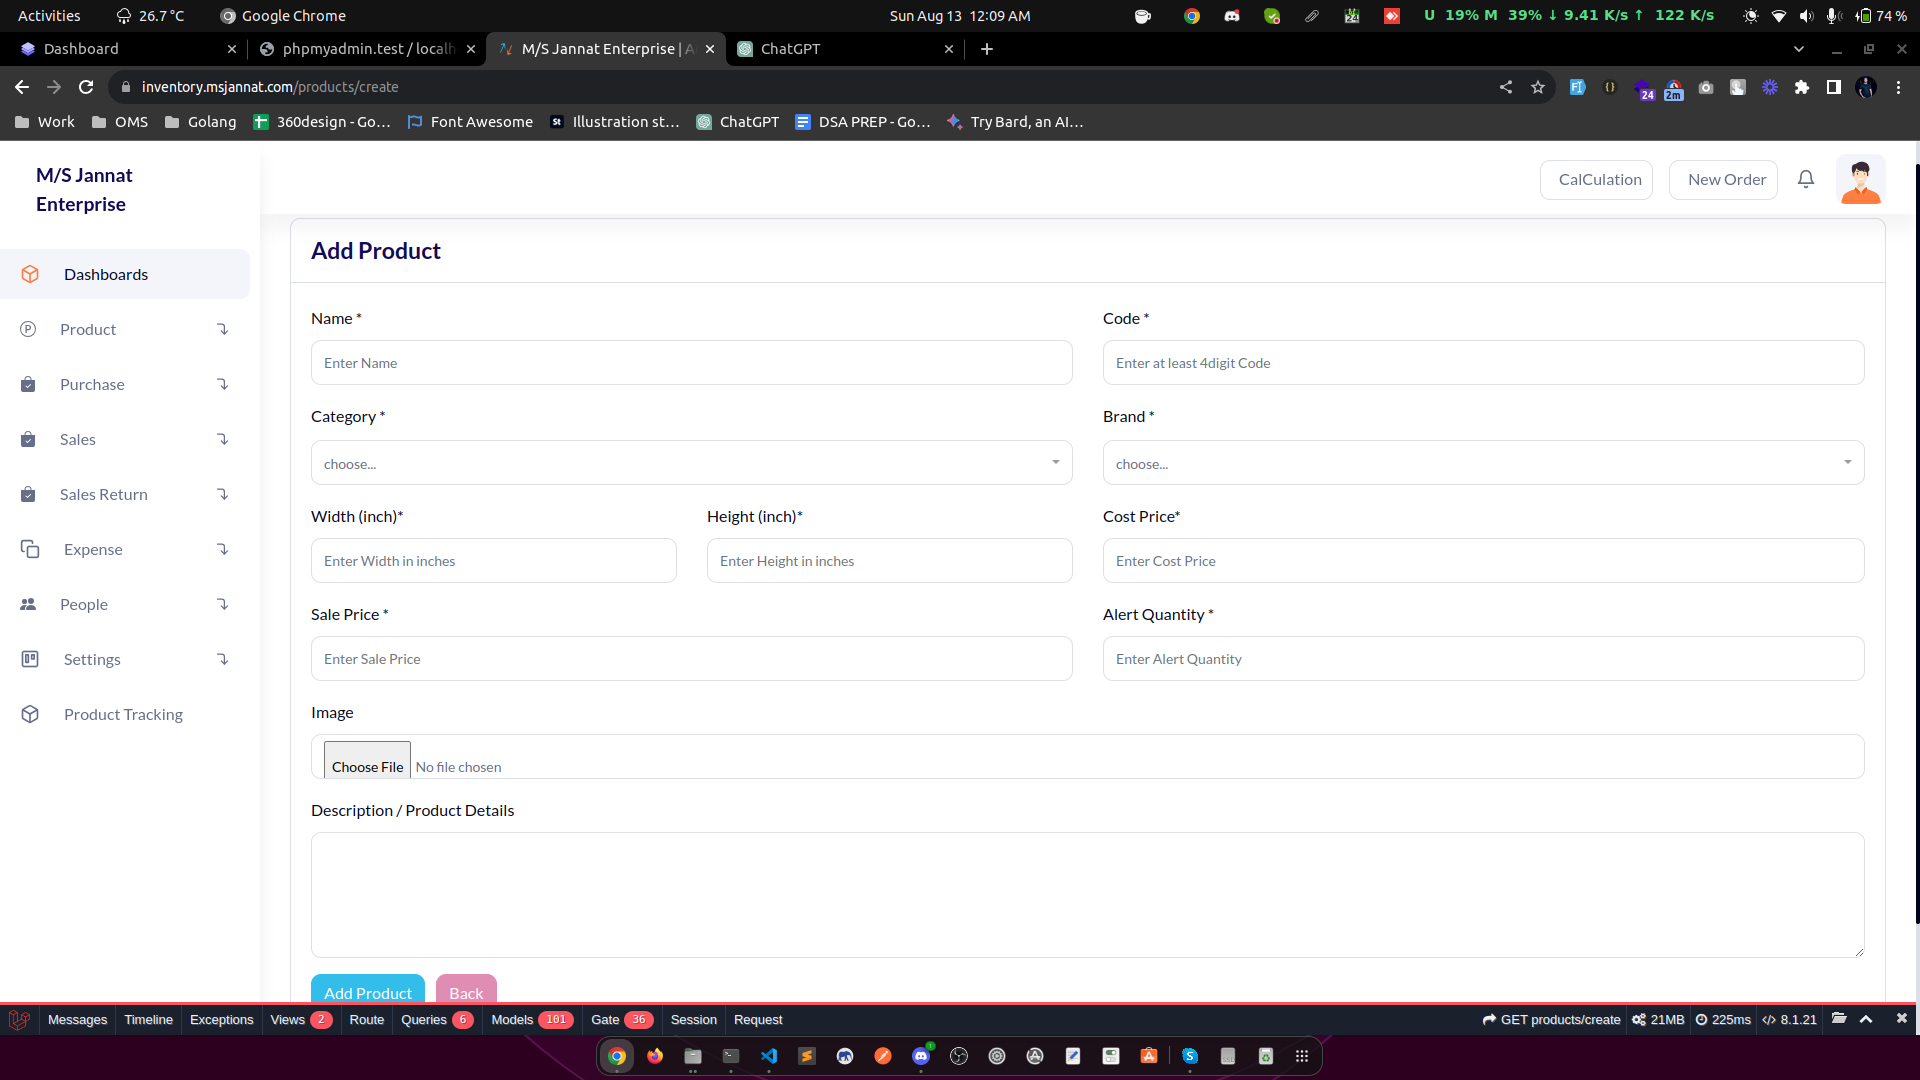 Activities 26.7 °C Google Chrome Sun Aug 13 12:09 AM U 19% M 39% ↓ 9.41 K/s ↑ 122 K/s 74 %
Dashboard phpmyadmin.test / localh M/S Jannat Enterprise | A ChatGPT
inventory.msjannat.com/products/create 24 2m
Work OMS Golang 360design - Go... Font Awesome Illustration st... ChatGPT DSA PREP - Go... Try Bard, an AI...
M/S Jannat
Enterprise
CalCulation New Order
Dashboards
Product
Purchase
Sales
Sales Return
Expense
People
Settings
Product Tracking
Add Product
Name * Code *
Enter Name Enter at least 4digit Code
Category * Brand *
choose... choose...
Width (inch)* Height (inch)* Cost Price*
Enter Width in inches Enter Height in inches Enter Cost Price
Sale Price * Alert Quantity *
Enter Sale Price Enter Alert Quantity
Image
Choose File No file chosen
Description / Product Details
Add Product Back
Messages Timeline Exceptions Views 2 Route Queries 6 Models 101 Gate 36 Session Request GET products/create 21MB 225ms 8.1.21